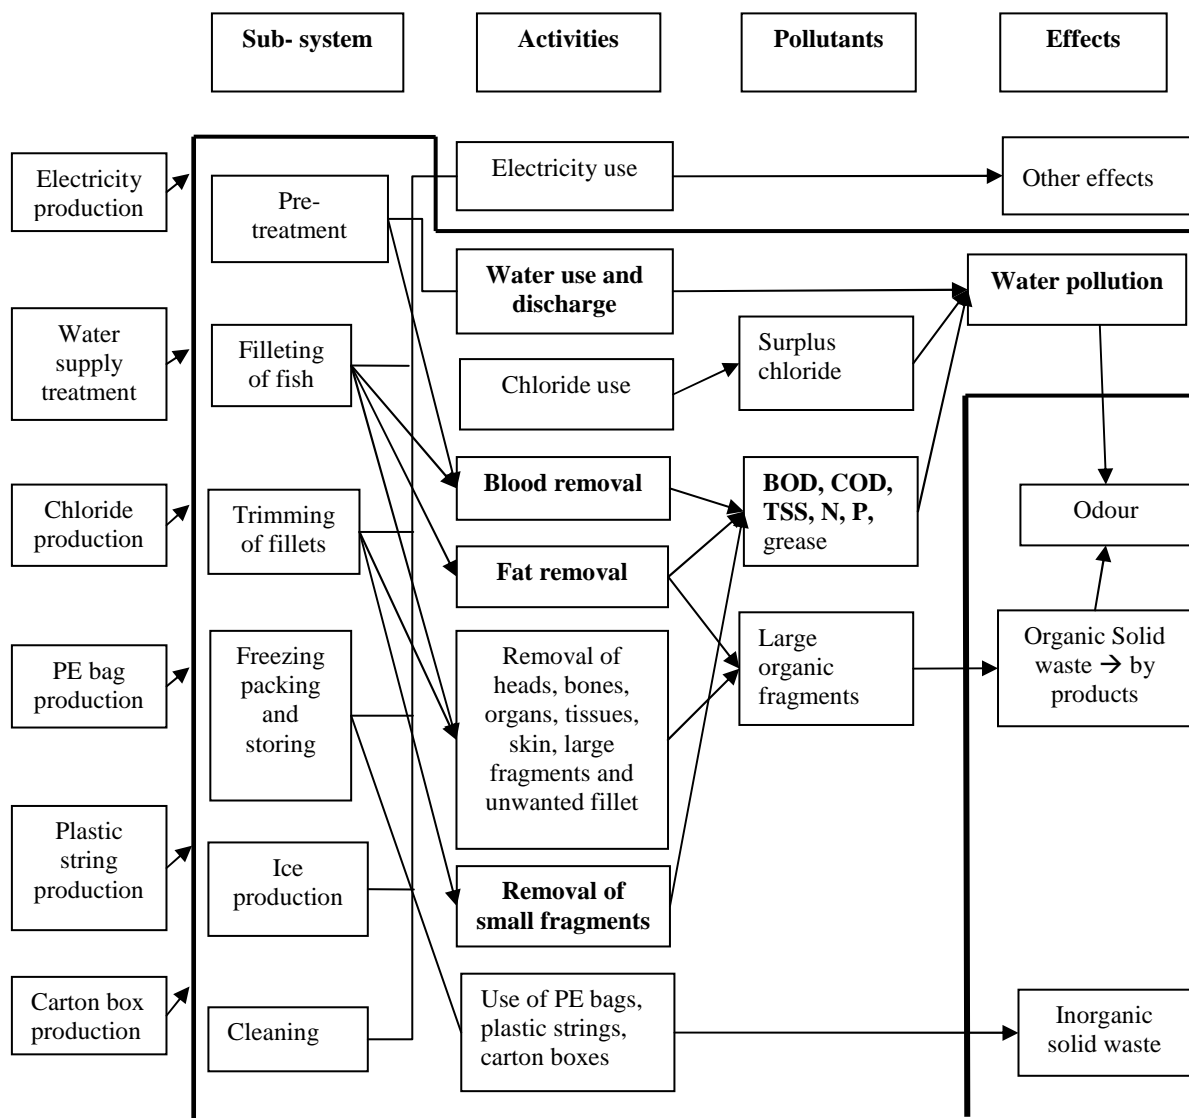 Sub- system
Activities
Pollutants
Effects
Electricity
production
Water
supply
treatment
Chloride
production
PE bag
production
Plastic
string
production
Carton box
production
Pre-
treatment
Filleting
of fish
Trimming
of fillets
Freezing
packing
and
storing
Ice
production
Cleaning
Electricity use
Water use and
discharge
Chloride use
Blood removal
Fat removal
Removal of
heads, bones,
organs, tissues,
skin, large
fragments and
unwanted fillet
Removal of
small fragments
Use of PE bags,
plastic strings,
carton boxes
Surplus
chloride
BOD, COD,
TSS, N, P,
grease
Large
organic
fragments
Other effects
Water pollution
Odour
Organic Solid
waste → by
products
Inorganic
solid waste